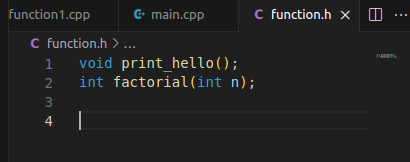 function1.cpp main.cpp function.h
function.h > ...
1 void print_hello();
2 int factorial(int n);
3
4